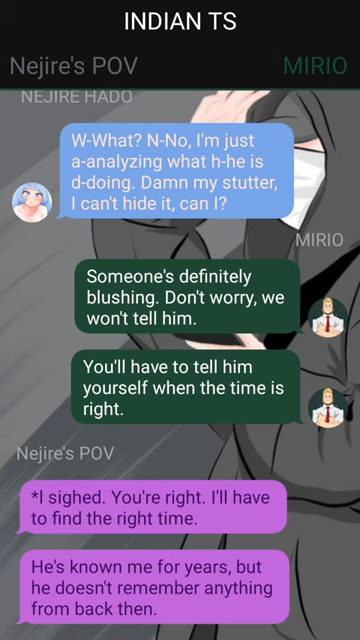 INDIAN TS
Nejire's POV
MIRIO
NEJIRE HADO
W-What? N-No, I'm just
a-analyzing what h-he is
d-doing. Damn my stutter,
I can't hide it, can I?
MIRIO
Someone's definitely
blushing. Don't worry, we
won't tell him.
You'll have to tell him
yourself when the time is
right.
Nejire's POV
*I sighed. You're right. I'll have
to find the right time.
He's known me for years, but
he doesn't remember anything
from back then.